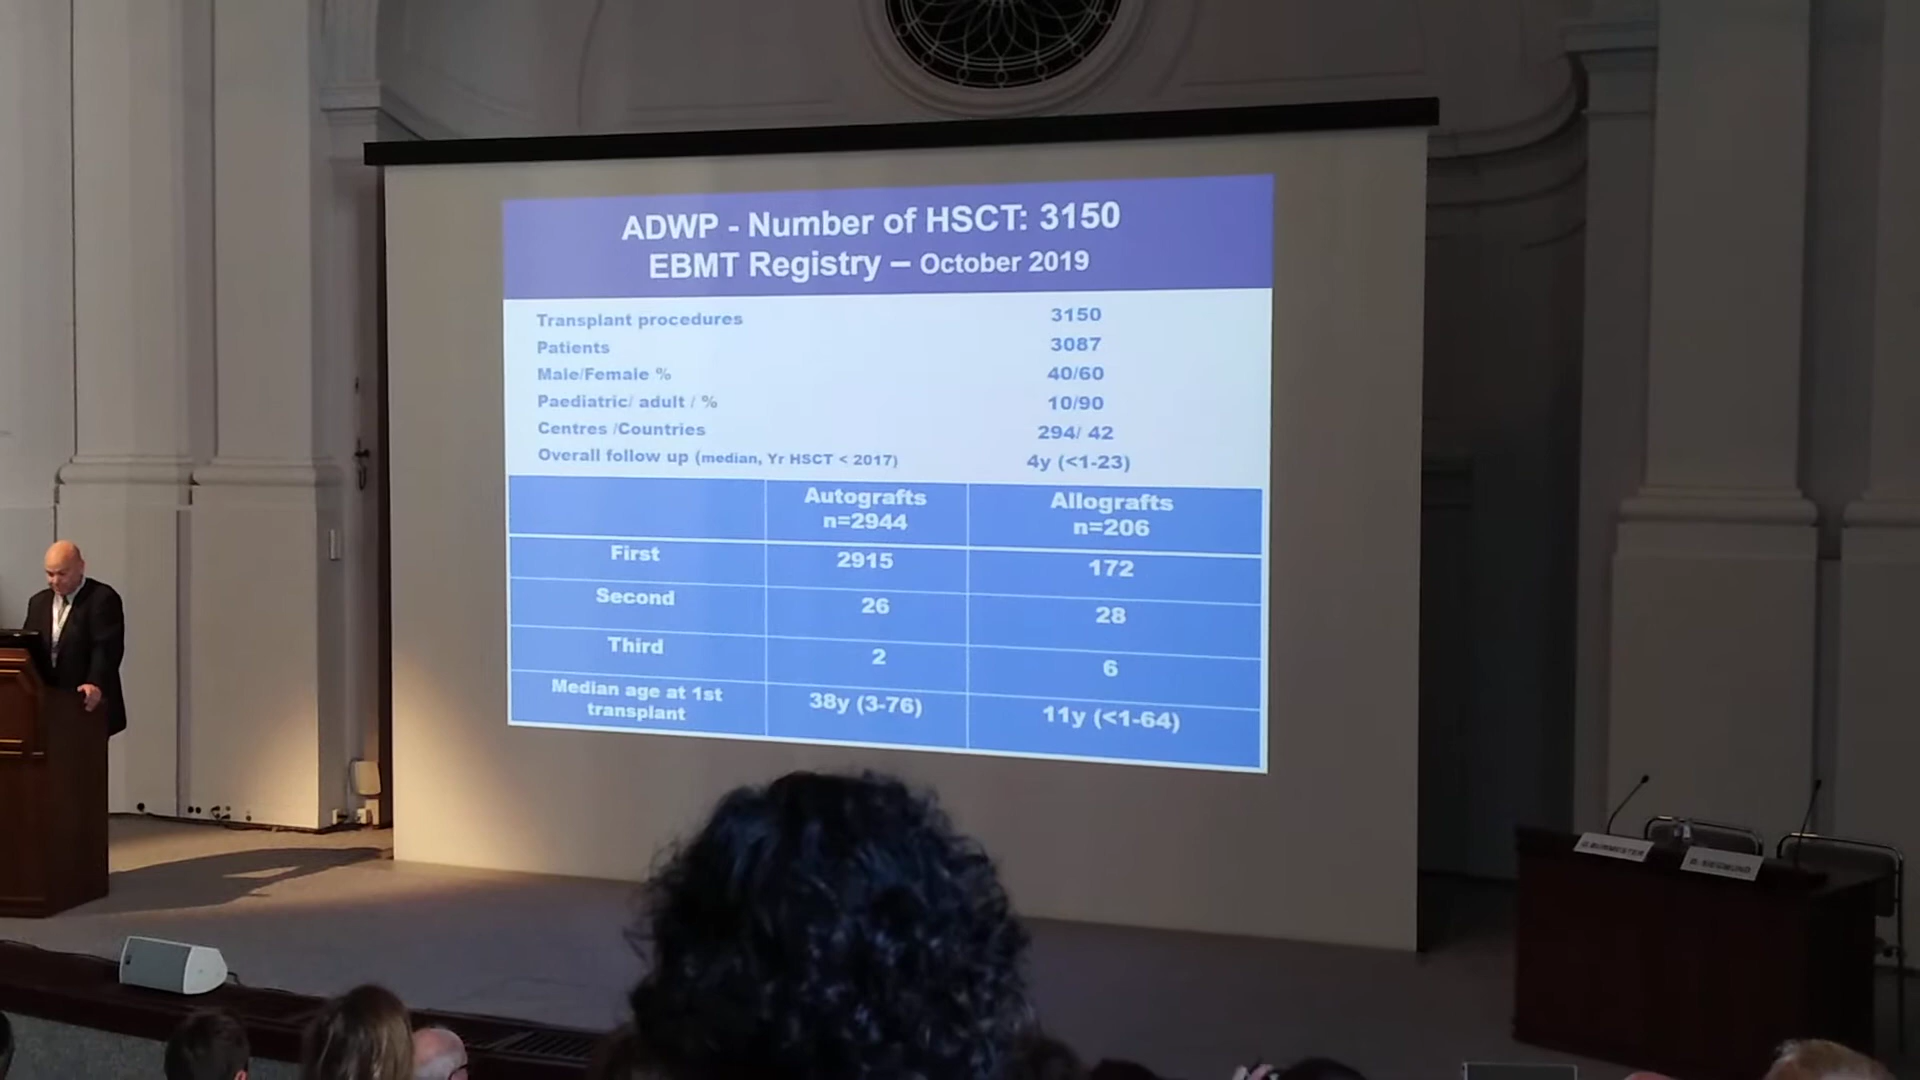 ADWP - Number of HSCT: 3150
EBMT Registry – October 2019
Transplant procedures 3150
Patients 3087
Male/Female % 40/60
Paediatric/ adult / % 10/90
Centres /Countries 294/ 42
Overall follow up (median, Yr HSCT < 2017) 4y (<1-23)
Autografts Allografts
n=2944 n=206
First 2915 172
Second 26 28
Third 2 6
Median age at 1st
transplant 38y (3-76) 11y (<1-64)
G. BURMESTER
B. SIEGMUND